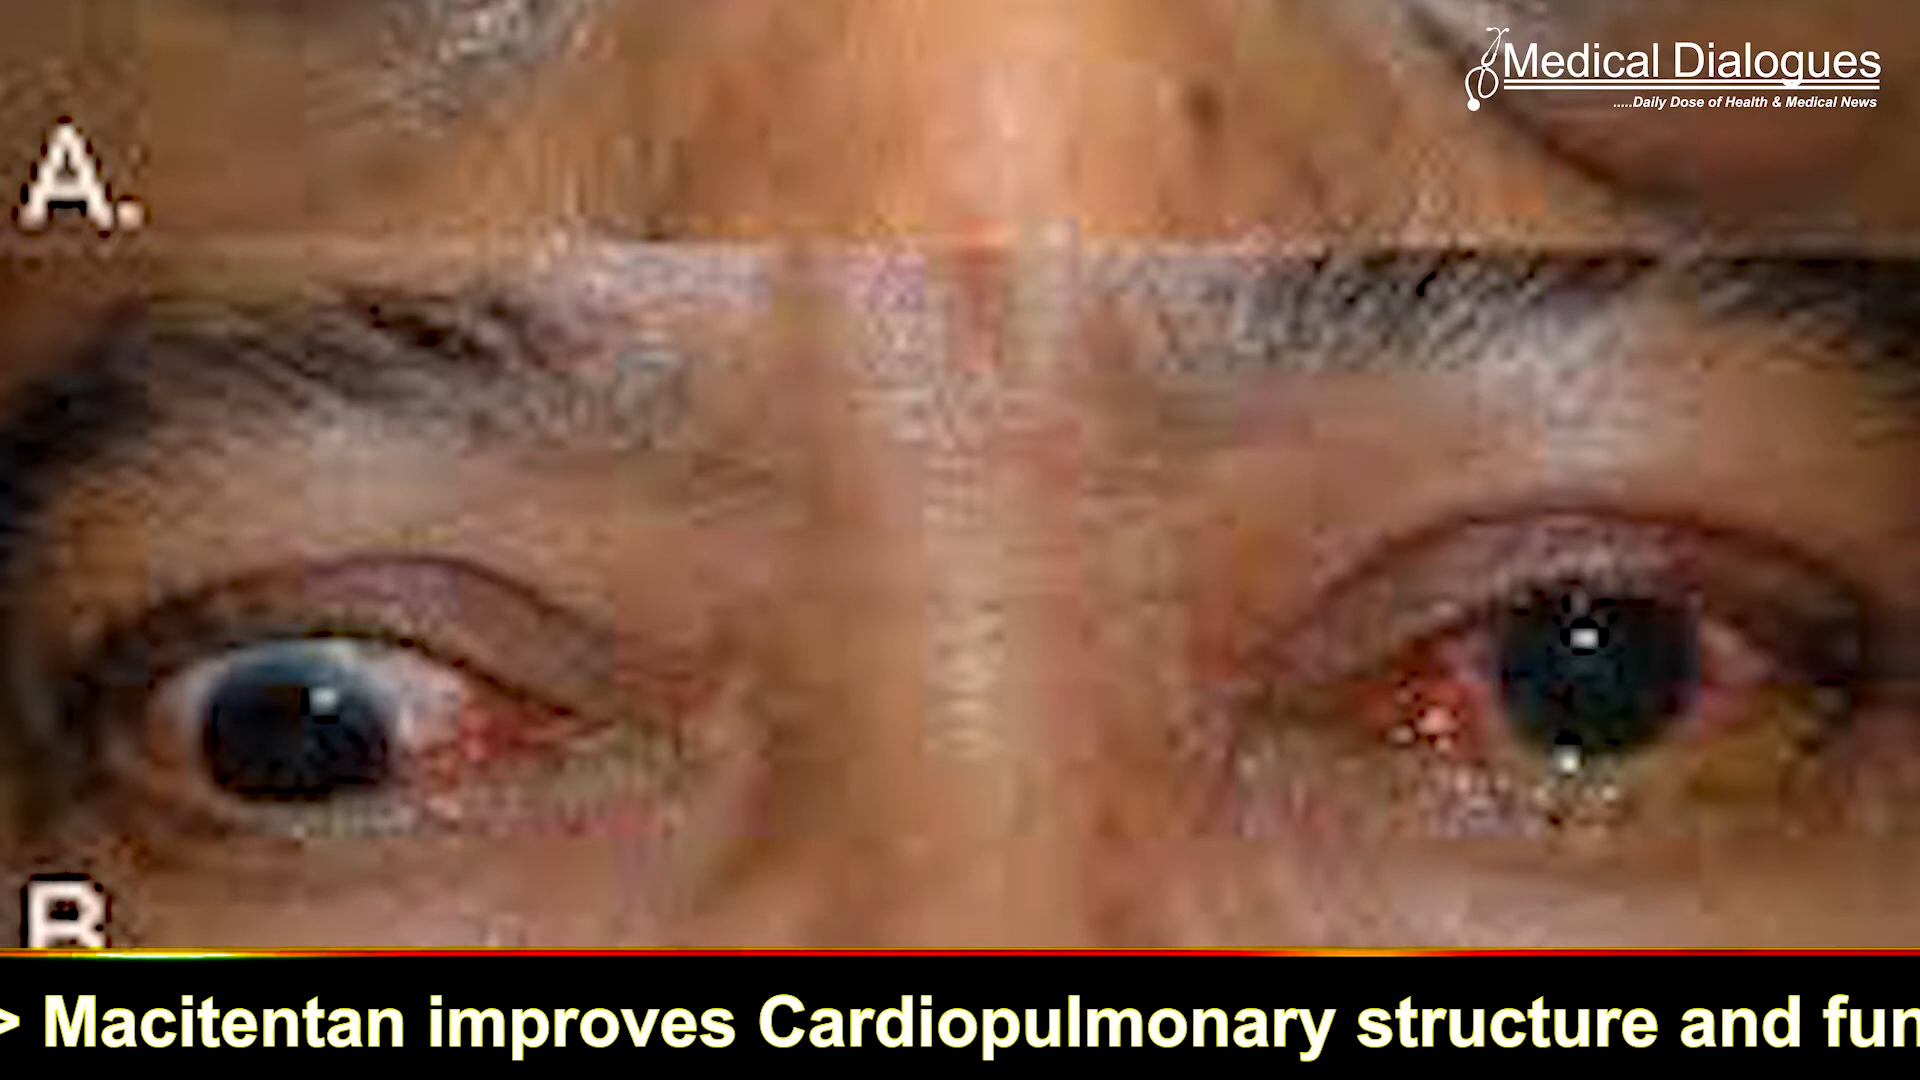 Medical Dialogues
.....Daily Dose of Health & Medical News
A.
B
> Macitentan improves Cardiopulmonary structure and fun